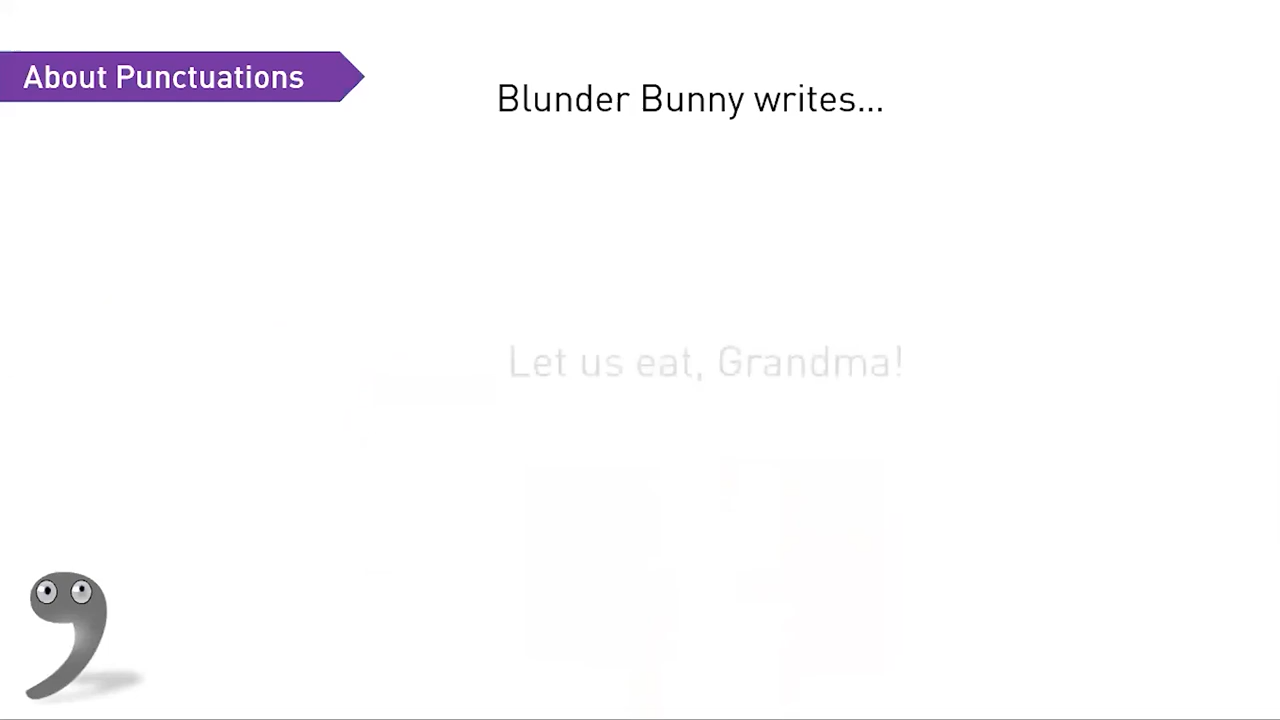 About Punctuations
Blunder Bunny writes...
Let us eat, Grandma!